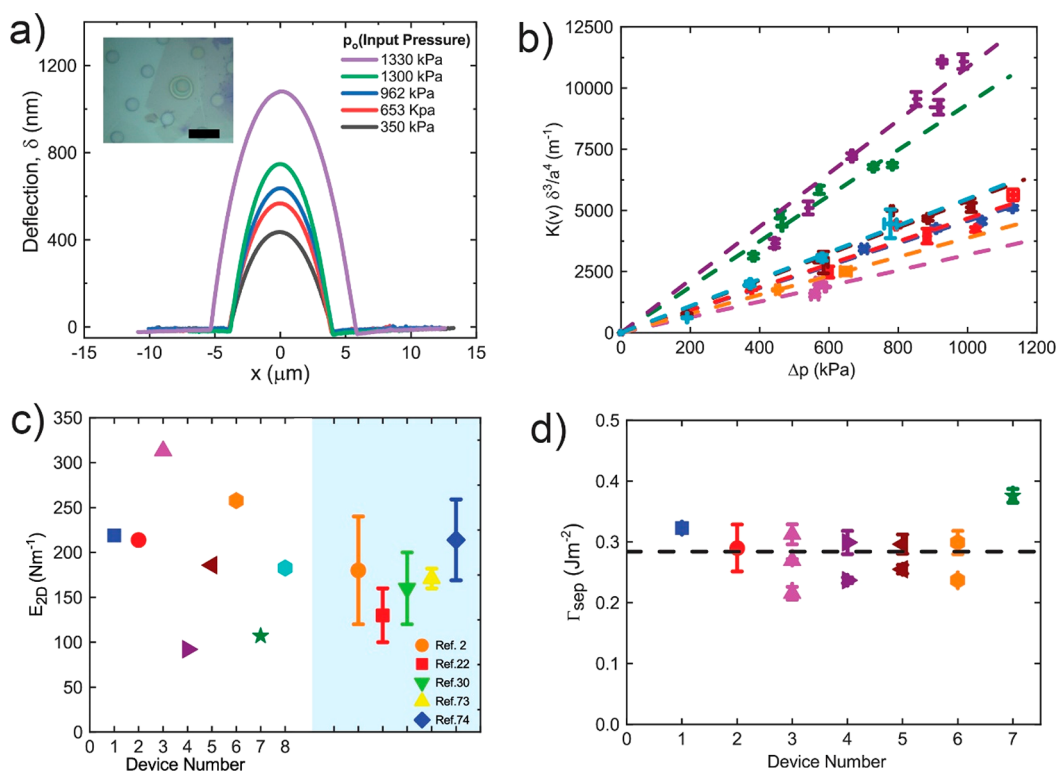 a)
p₀(Input Pressure)
1330 kPa
1300 kPa
962 kPa
653 Kpa
350 kPa
Deflection, δ (nm)
1200
800
400
0
-15 -10 -5 0 5 10 15
x (μm)
b)
K(ν) δ³/a⁴ (m⁻¹)
12500
10000
7500
5000
2500
0
0 200 400 600 800 1000 1200
Δp (kPa)
c)
E₂D (Nm⁻¹)
350
300
250
200
150
100
50
0
0 1 2 3 4 5 6 7 8
Device Number
Ref. 2
Ref.22
Ref.30
Ref.73
Ref.74
d)
Γsep (Jm⁻²)
0.5
0.4
0.3
0.2
0.1
0.0
0 1 2 3 4 5 6 7
Device Number